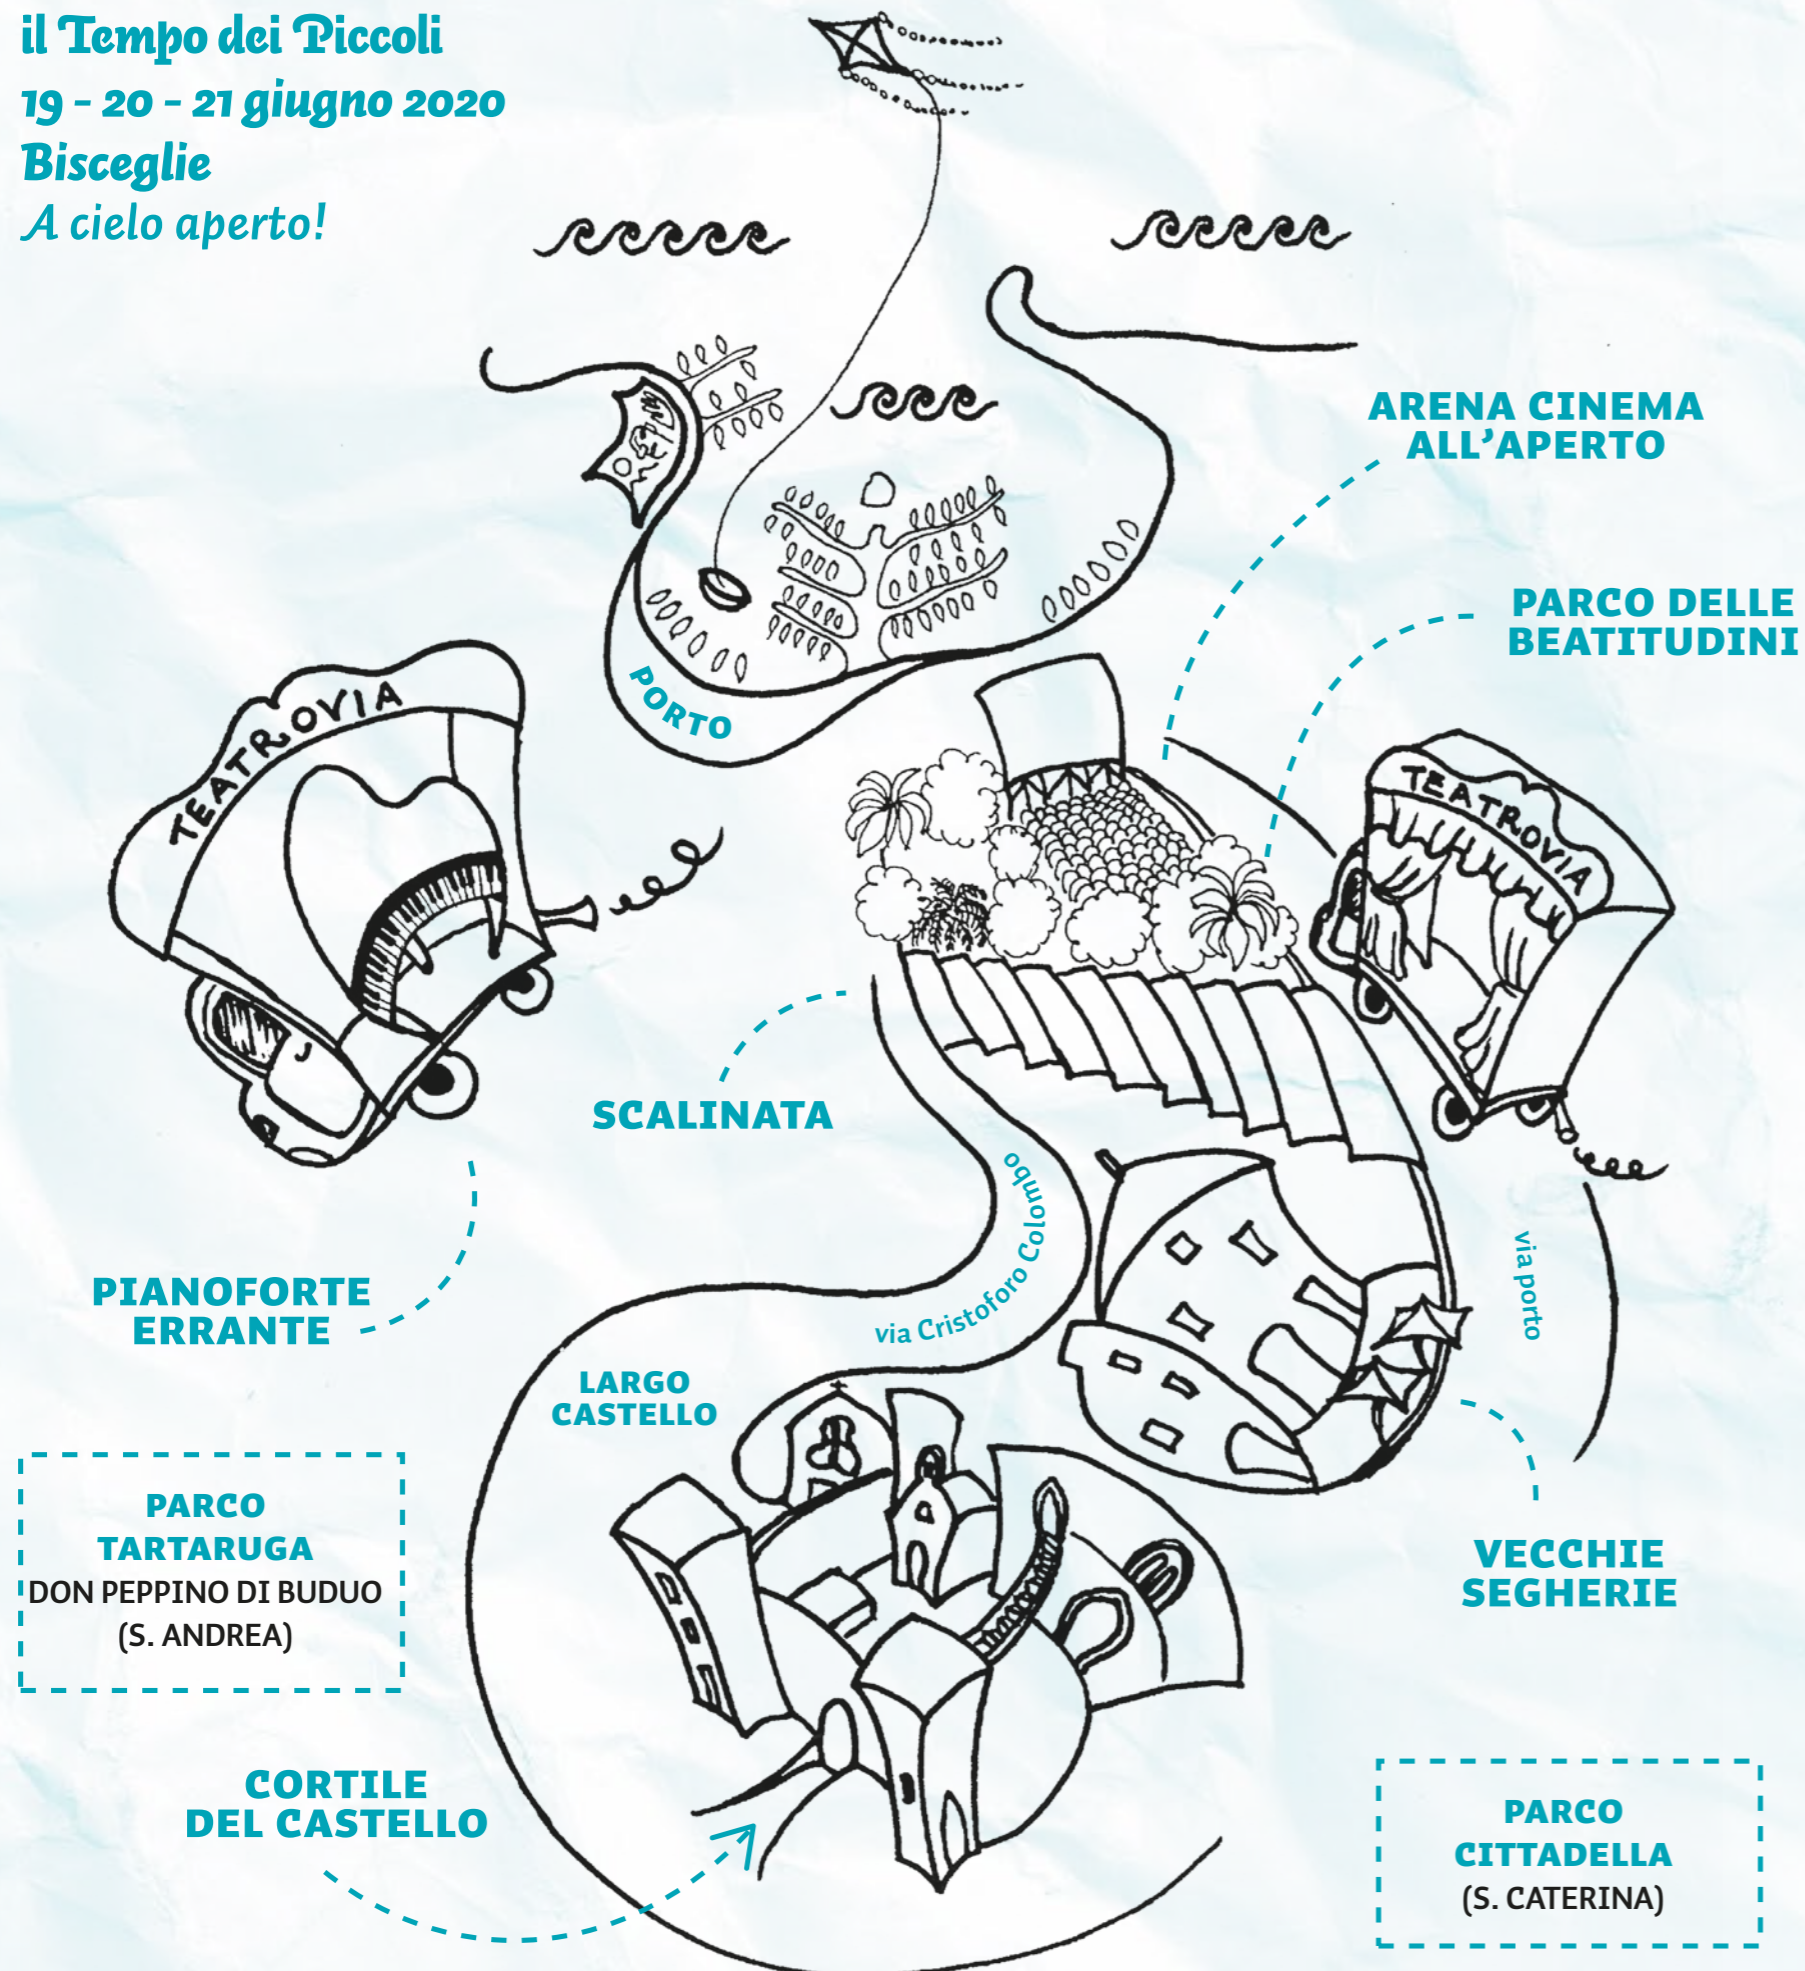 il Tempo dei Piccoli
19 - 20 - 21 giugno 2020
Bisceglie
A cielo aperto!
ARENA CINEMA
ALL'APERTO
PARCO DELLE
BEATITUDINI
PORTO
TEATROVIA
TEATROVIA
SCALINATA
via Cristoforo Colombo
via porto
PIANOFORTE
ERRANTE
LARGO
CASTELLO
PARCO
TARTARUGA
DON PEPPINO DI BUDUO
(S. ANDREA)
VECCHIE
SEGHERIE
CORTILE
DEL CASTELLO
PARCO
CITTADELLA
(S. CATERINA)